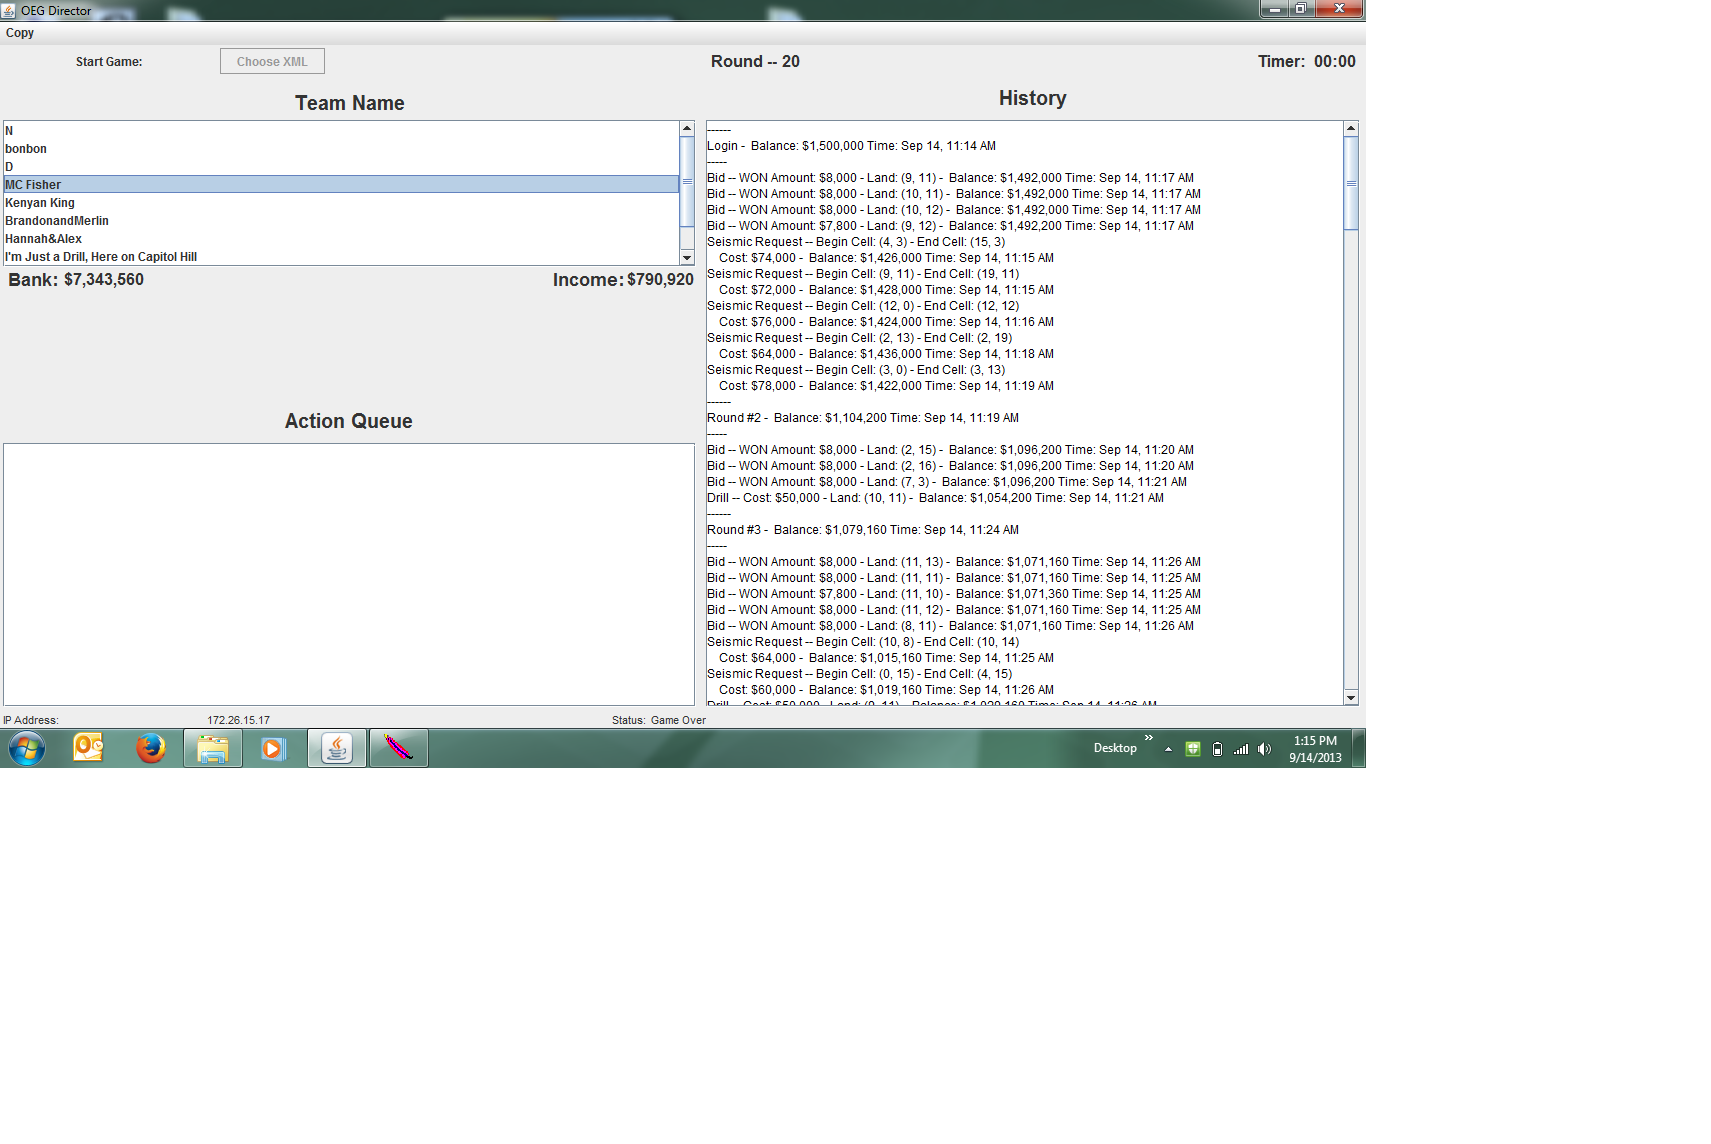 OEG Director
Copy
Start Game:
Choose XML
Round -- 20
Timer: 00:00
Team Name
N
bonbon
D
MC Fisher
Kenyan King
BrandonandMerlin
Hannah&Alex
I'm Just a Drill, Here on Capitol Hill
Bank: $7,343,560
Income: $790,920
Action Queue
History
------
Login - Balance: $1,500,000 Time: Sep 14, 11:14 AM
-----
Bid -- WON Amount: $8,000 - Land: (9, 11) - Balance: $1,492,000 Time: Sep 14, 11:17 AM
Bid -- WON Amount: $8,000 - Land: (10, 11) - Balance: $1,492,000 Time: Sep 14, 11:17 AM
Bid -- WON Amount: $8,000 - Land: (10, 12) - Balance: $1,492,000 Time: Sep 14, 11:17 AM
Bid -- WON Amount: $7,800 - Land: (9, 12) - Balance: $1,492,200 Time: Sep 14, 11:17 AM
Seismic Request -- Begin Cell: (4, 3) - End Cell: (15, 3)
Cost: $74,000 - Balance: $1,426,000 Time: Sep 14, 11:15 AM
Seismic Request -- Begin Cell: (9, 11) - End Cell: (19, 11)
Cost: $72,000 - Balance: $1,428,000 Time: Sep 14, 11:15 AM
Seismic Request -- Begin Cell: (12, 0) - End Cell: (12, 12)
Cost: $76,000 - Balance: $1,424,000 Time: Sep 14, 11:16 AM
Seismic Request -- Begin Cell: (2, 13) - End Cell: (2, 19)
Cost: $64,000 - Balance: $1,436,000 Time: Sep 14, 11:18 AM
Seismic Request -- Begin Cell: (3, 0) - End Cell: (3, 13)
Cost: $78,000 - Balance: $1,422,000 Time: Sep 14, 11:19 AM
------
Round #2 - Balance: $1,104,200 Time: Sep 14, 11:19 AM
-----
Bid -- WON Amount: $8,000 - Land: (2, 15) - Balance: $1,096,200 Time: Sep 14, 11:20 AM
Bid -- WON Amount: $8,000 - Land: (2, 16) - Balance: $1,096,200 Time: Sep 14, 11:20 AM
Bid -- WON Amount: $8,000 - Land: (7, 3) - Balance: $1,096,200 Time: Sep 14, 11:21 AM
Drill -- Cost: $50,000 - Land: (10, 11) - Balance: $1,054,200 Time: Sep 14, 11:21 AM
------
Round #3 - Balance: $1,079,160 Time: Sep 14, 11:24 AM
-----
Bid -- WON Amount: $8,000 - Land: (11, 13) - Balance: $1,071,160 Time: Sep 14, 11:26 AM
Bid -- WON Amount: $8,000 - Land: (11, 11) - Balance: $1,071,160 Time: Sep 14, 11:25 AM
Bid -- WON Amount: $7,800 - Land: (11, 10) - Balance: $1,071,360 Time: Sep 14, 11:25 AM
Bid -- WON Amount: $8,000 - Land: (11, 12) - Balance: $1,071,160 Time: Sep 14, 11:25 AM
Bid -- WON Amount: $8,000 - Land: (8, 11) - Balance: $1,071,160 Time: Sep 14, 11:26 AM
Seismic Request -- Begin Cell: (10, 8) - End Cell: (10, 14)
Cost: $64,000 - Balance: $1,015,160 Time: Sep 14, 11:25 AM
Seismic Request -- Begin Cell: (0, 15) - End Cell: (4, 15)
Cost: $60,000 - Balance: $1,019,160 Time: Sep 14, 11:26 AM
IP Address:
172.26.15.17
Status: Game Over
Desktop
1:15 PM
9/14/2013